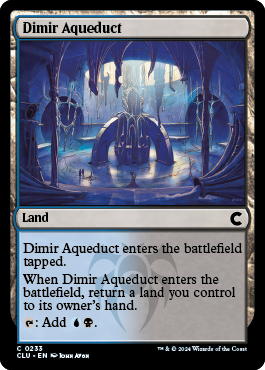 Dimir Aqueduct
Land
Dimir Aqueduct enters the battlefield
tapped.
When Dimir Aqueduct enters the
battlefield, return a land you control
to its owner's hand.
: Add .
C 0233
CLU • EN John Avon
™ & © 2024 Wizards of the Coast